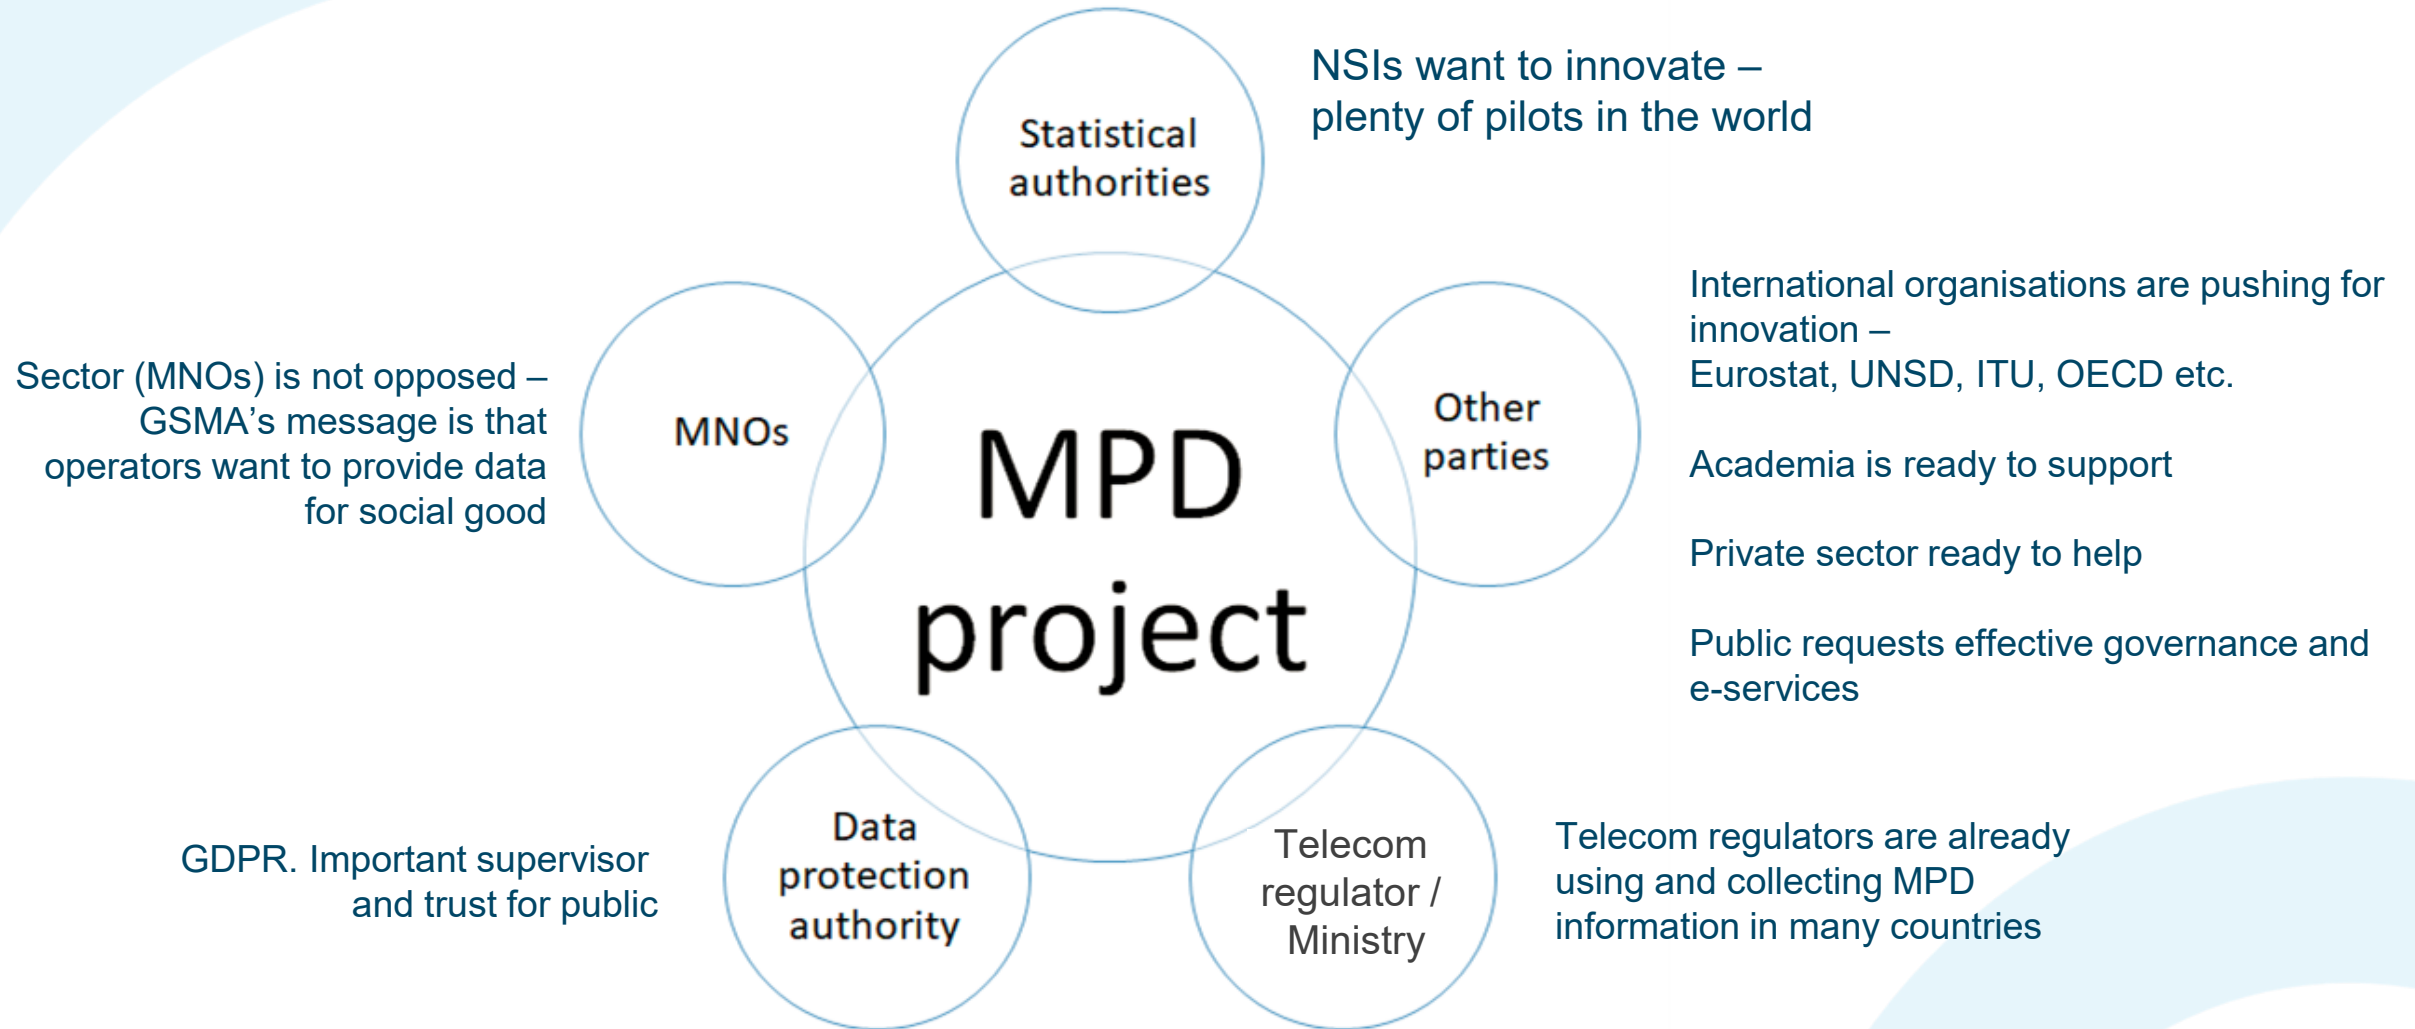 Statistical
authorities
NSIs want to innovate –
plenty of pilots in the world
Sector (MNOs) is not opposed –
GSMA’s message is that
operators want to provide data
for social good
MNOs
MPD
project
Other
parties
International organisations are pushing for
innovation –
Eurostat, UNSD, ITU, OECD etc.
Academia is ready to support
Private sector ready to help
Public requests effective governance and
e-services
GDPR. Important supervisor
and trust for public
Data
protection
authority
Telecom
regulator /
Ministry
Telecom regulators are already
using and collecting MPD
information in many countries